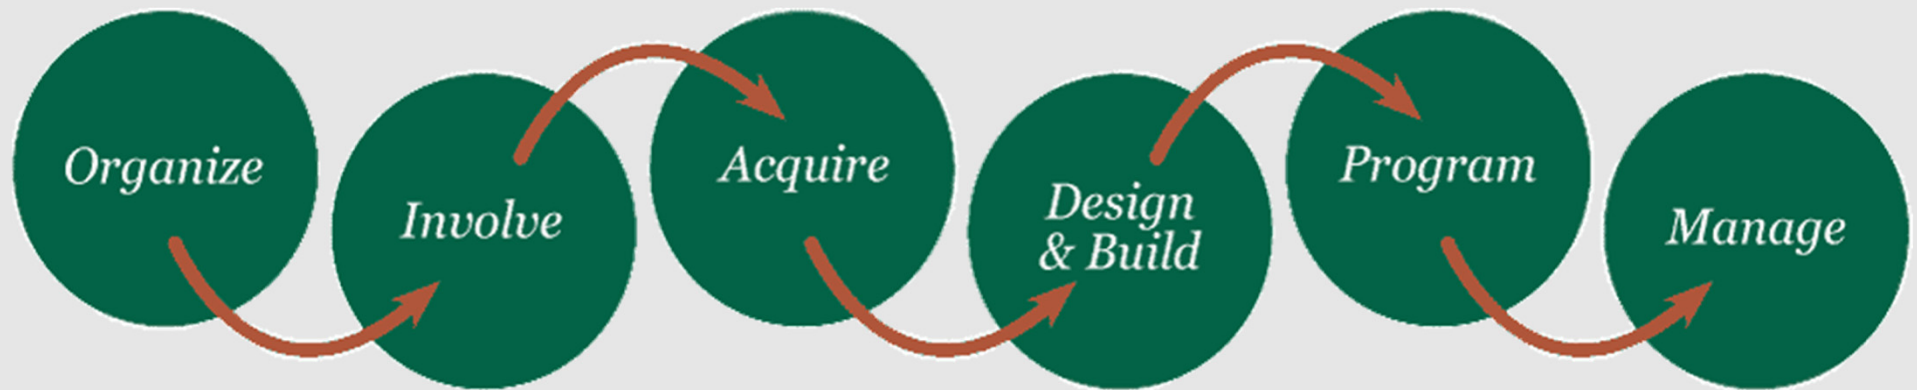 Organize
Involve
Acquire
Design
& Build
Program
Manage